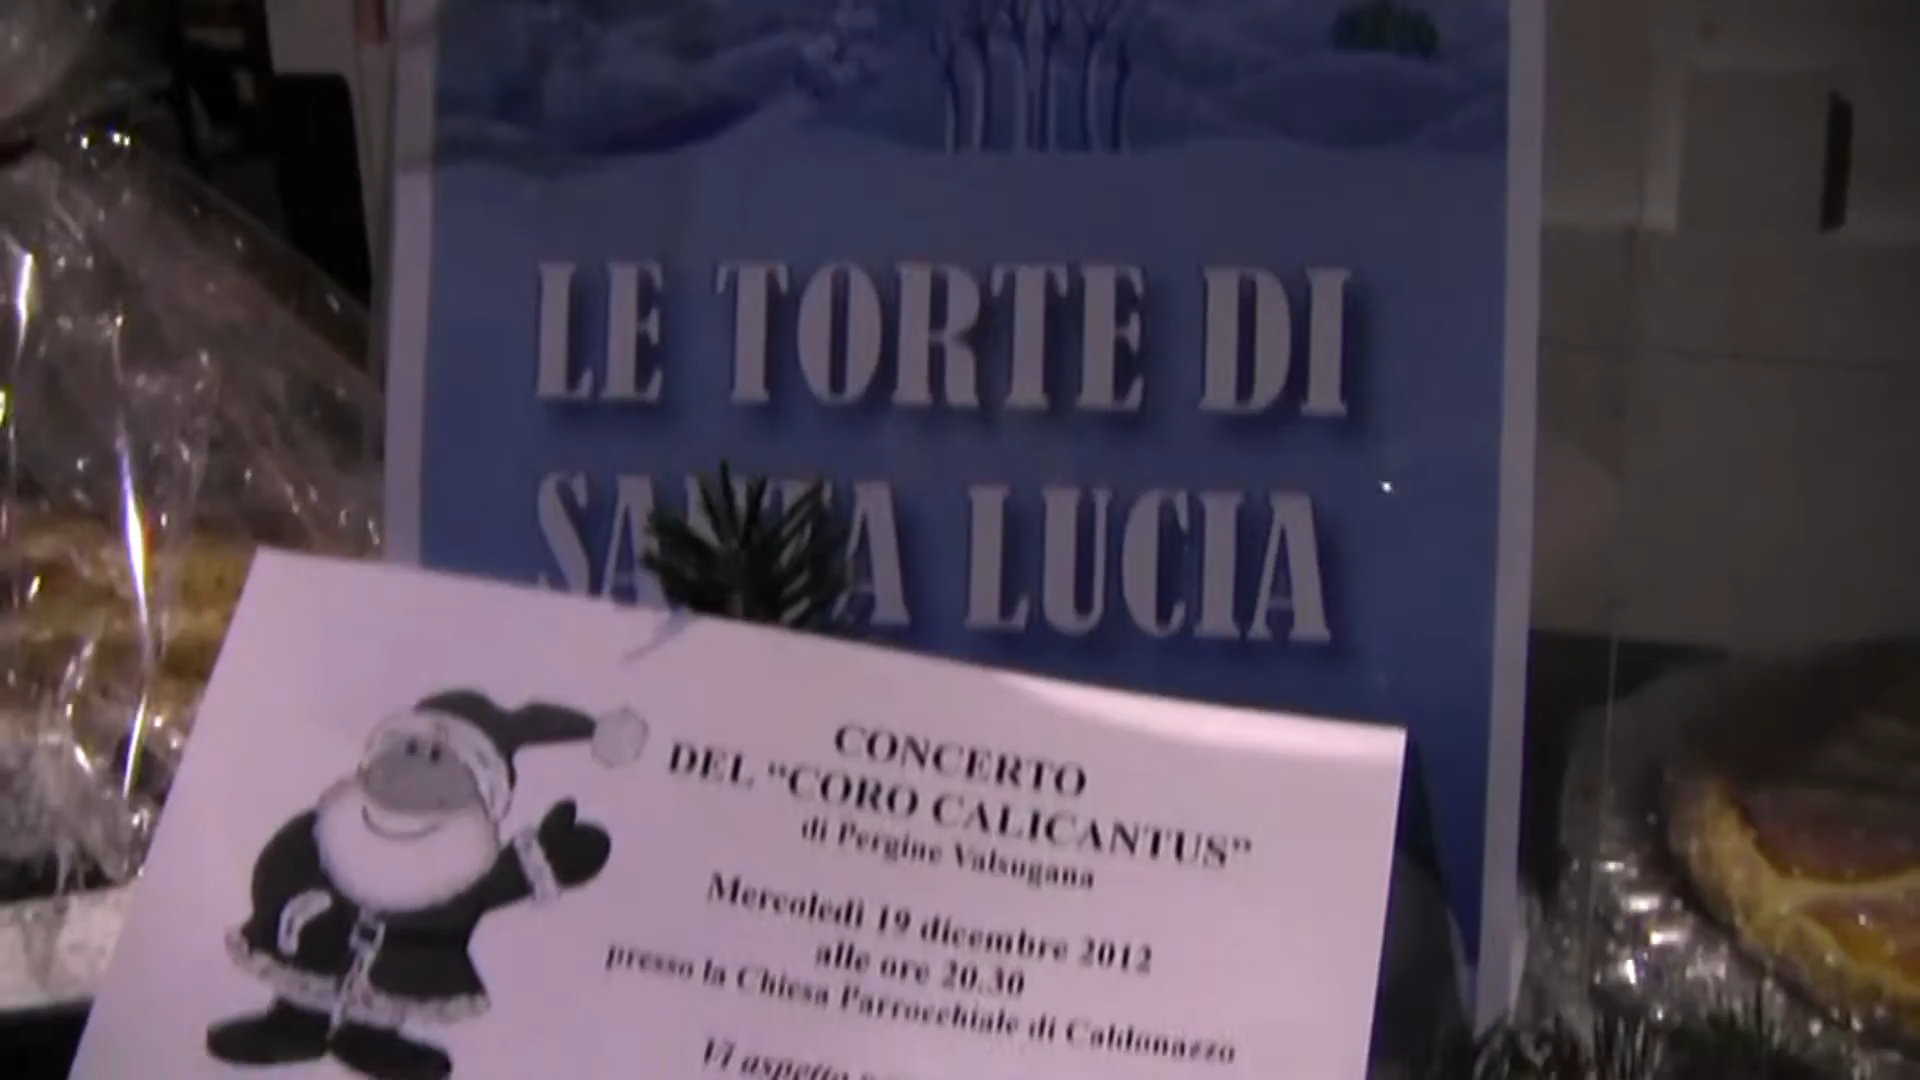 LE TORTE DI
SANTA LUCIA
CONCERTO
DEL “CORO CALICANTUS”
di Pergine Valsugana
Mercoledì 19 dicembre 2012
alle ore 20.30
presso la Chiesa Parrocchiale di Caldonazzo
Vi aspetto